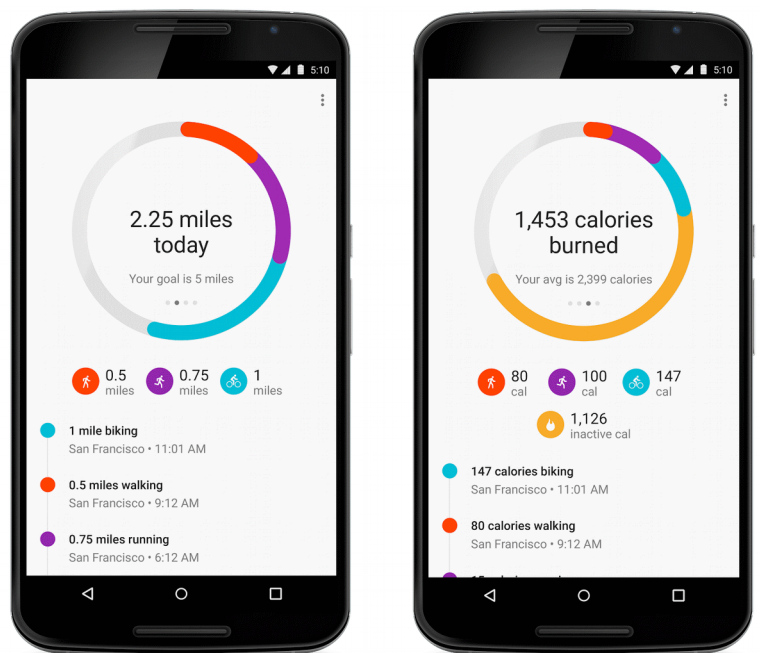 5:10
2.25 miles
today
Your goal is 5 miles
0.5
miles
0.75
miles
1
miles
1 mile biking
San Francisco • 11:01 AM
0.5 miles walking
San Francisco • 9:12 AM
0.75 miles running
San Francisco • 6:12 AM
5:10
1,453 calories
burned
Your avg is 2,399 calories
80
cal
100
cal
147
cal
1,126
inactive cal
147 calories biking
San Francisco • 11:01 AM
80 calories walking
San Francisco • 9:12 AM